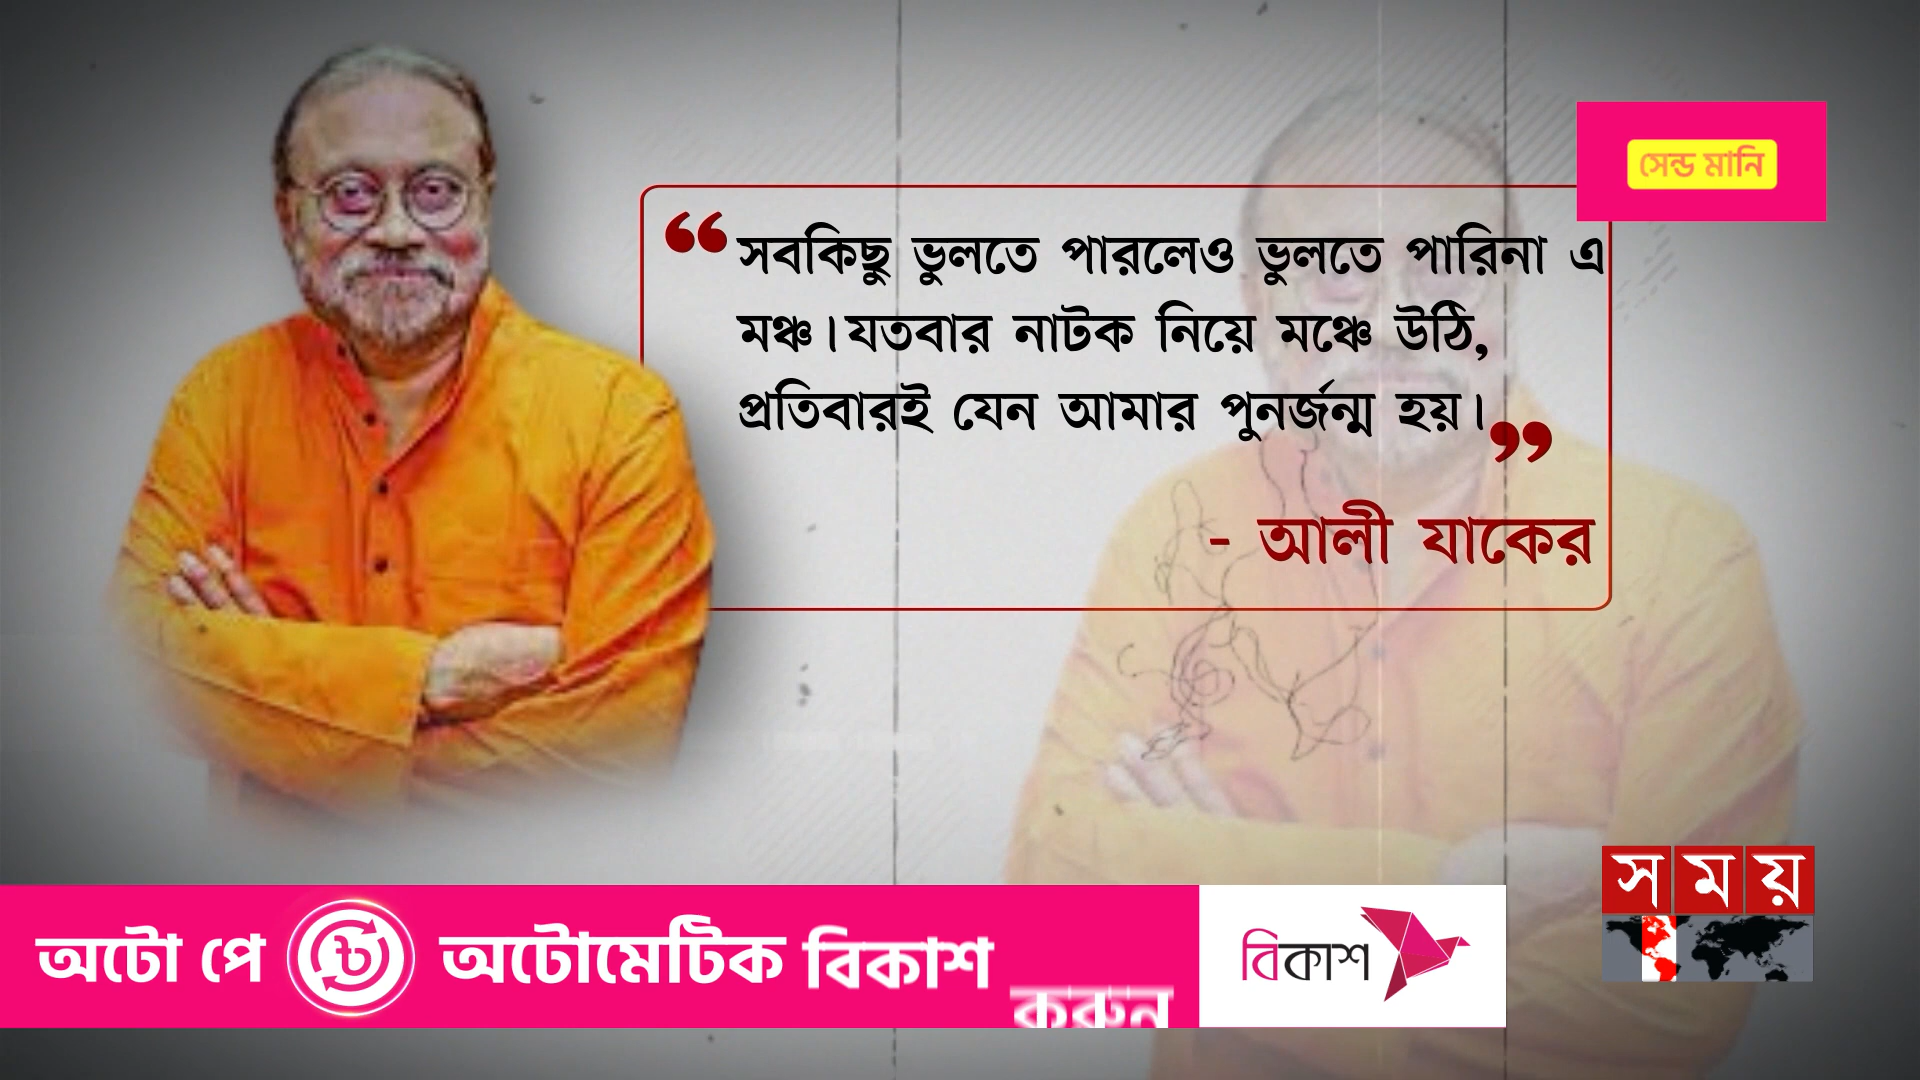 সেন্ড মানি
“সবকিছু ভুলতে পারলেও ভুলতে পারিনা এ
মঞ্চ। যতবার নাটক নিয়ে মঞ্চে উঠি,
প্রতিবারই যেন আমার পুনর্জন্ম হয়।”
- আলী যাকের
সময়
অটো পে ৳ অটোমেটিক বিকাশ করুন
বিকাশ